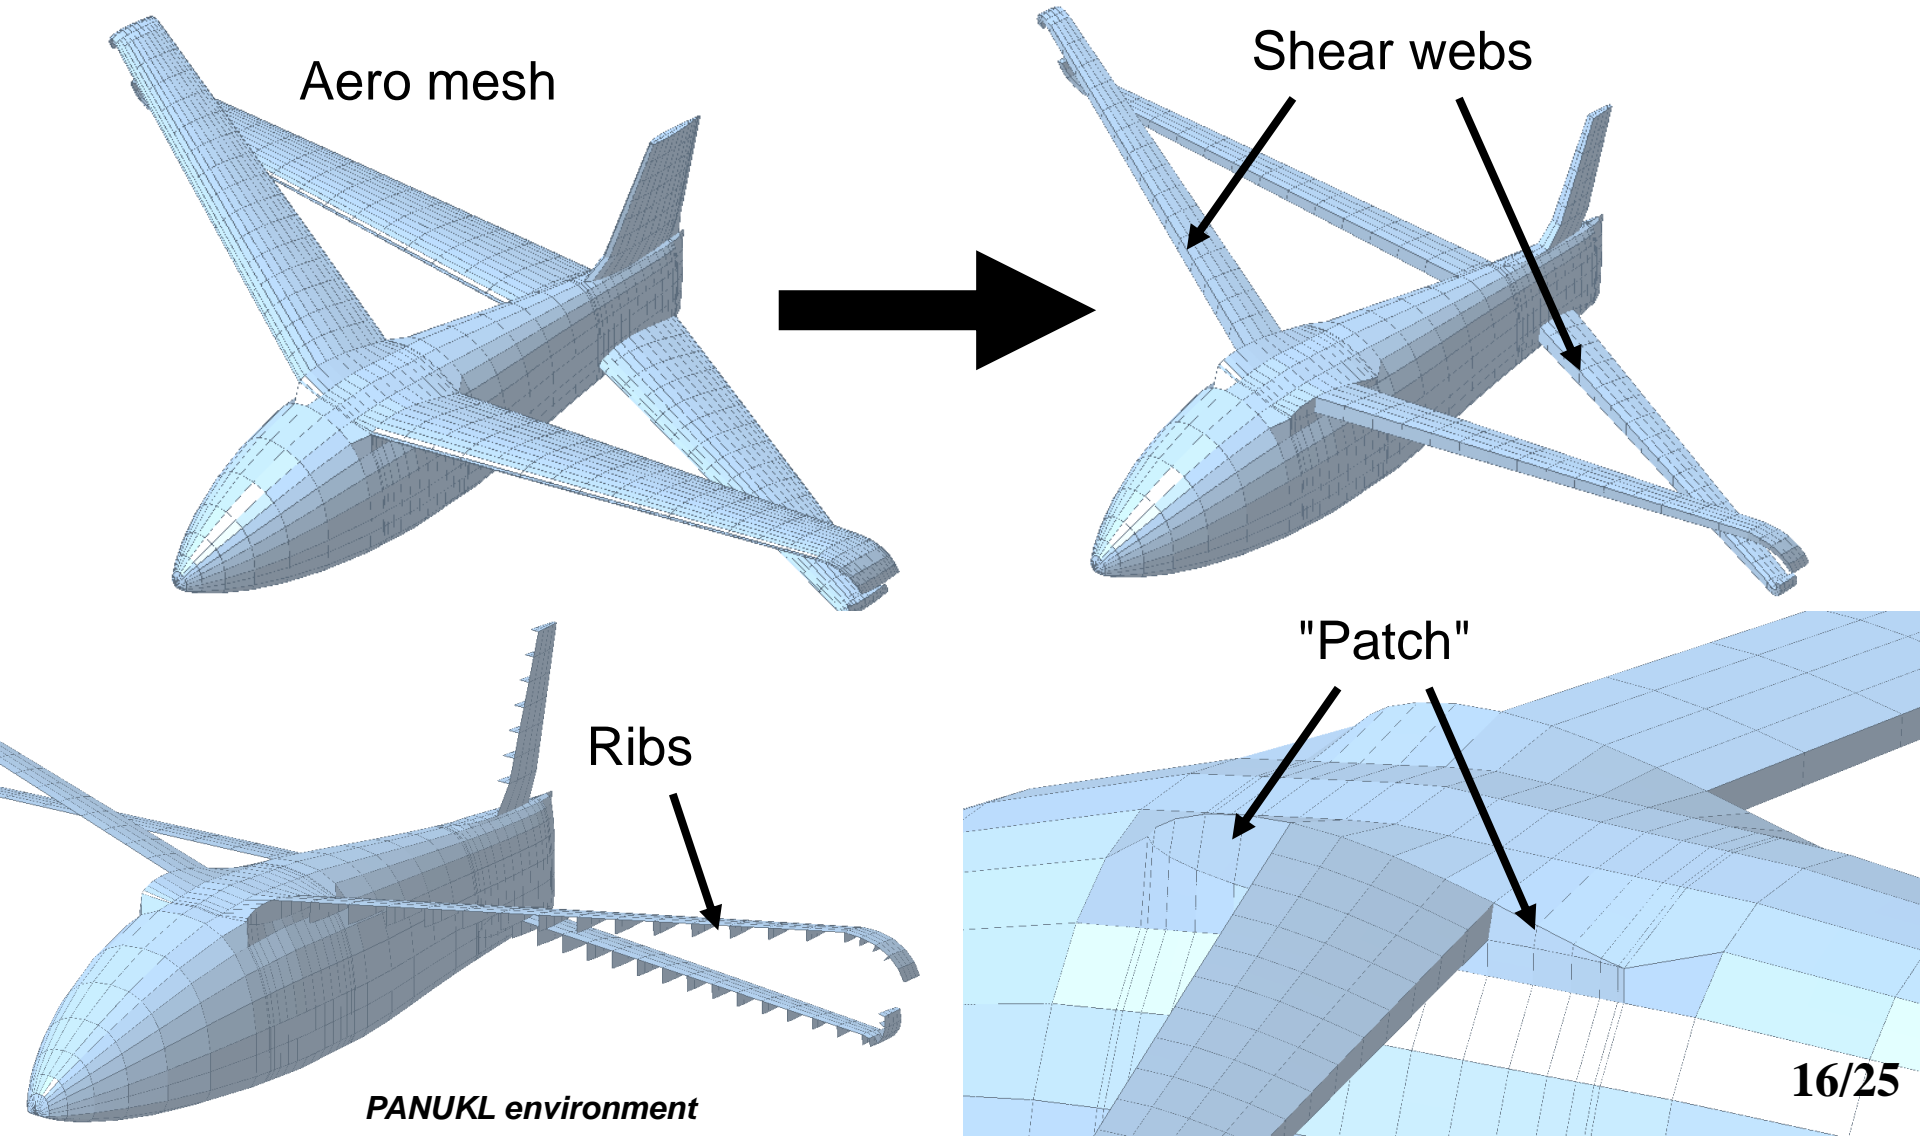 Aero mesh
Shear webs
Ribs
"Patch"
PANUKL environment
16/25